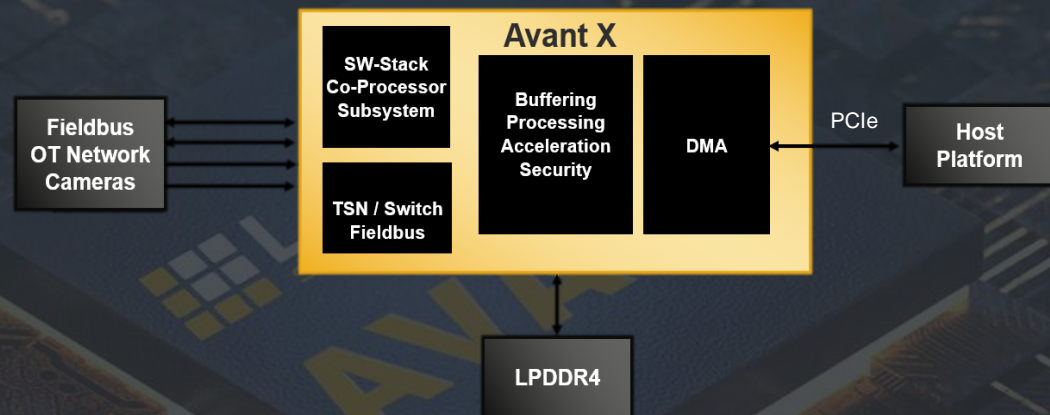 Avant X
SW-Stack
Co-Processor
Subsystem
Buffering
Processing
Acceleration
Security
DMA
TSN / Switch
Fieldbus
Fieldbus
OT Network
Cameras
PCIe
Host
Platform
LPDDR4
AVA